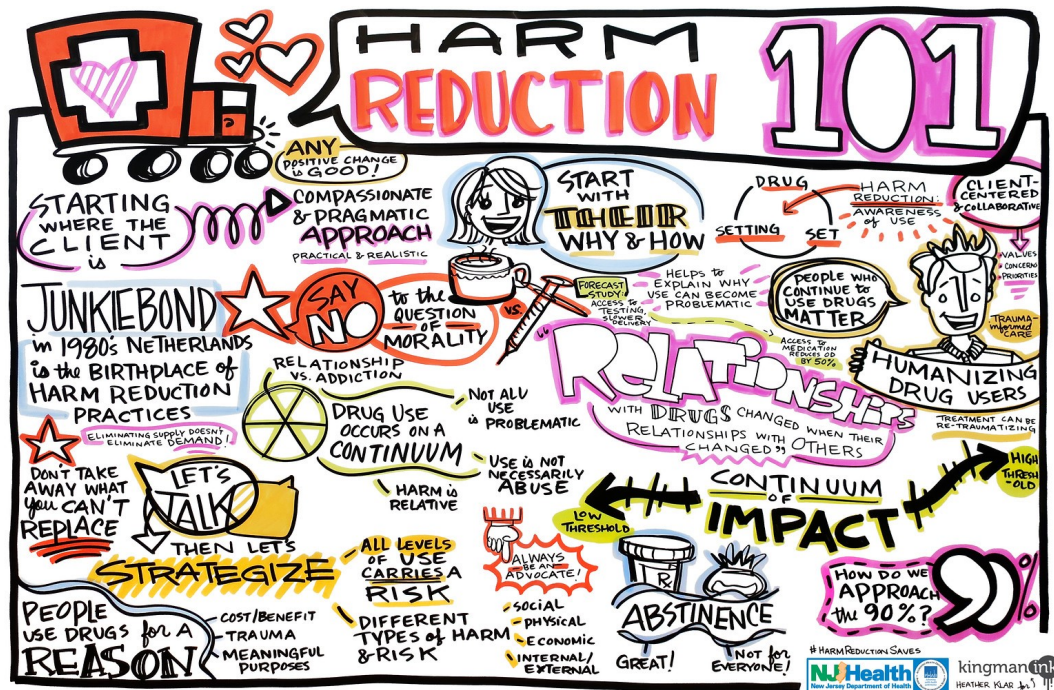 HARM
REDUCTION
101
ANY
POSITIVE CHANGE
is GOOD!
STARTING
WHERE THE
CLIENT
is
COMPASSIONATE
& PRAGMATIC
APPROACH
PRACTICAL & REALISTIC
START
WITH
THEIR
WHY & HOW
DRUG
SETTING
SET
HARM
REDUCTION:
AWARENESS
OF USE
CLIENT-
CENTERED
& COLLABORATIVE
VALUES
CONCERNS
PRIORITIES
TRAUMA-
informed
CARE
JUNKIEBOND
in 1980's NETHERLANDS
is the BIRTHPLACE of
HARM REDUCTION
PRACTICES
SAY
NO
to the
QUESTION
OF
MORALITY
VS.
FORECAST
STUDY:
ACCESS TO
TESTING,
SLOWER
DELIVERY
HELPS to
EXPLAIN WHY
USE CAN BECOME
PROBLEMATIC
ACCESS TO
MEDICATION
REDUCES OD
BY 50%
PEOPLE WHO
CONTINUE to
USE DRUGS
MATTER
HUMANIZING
DRUG USERS
TREATMENT CAN BE
RE-TRAUMATIZING
RELATIONSHIP
VS. ADDICTION
DRUG USE
OCCURS ON A
CONTINUUM
NOT ALL
USE
is PROBLEMATIC
USE is NOT
NECESSARILY
ABUSE
HARM is
RELATIVE
"RELATIONSHIPS
WITH DRUGS CHANGED WHEN THEIR
RELATIONSHIPS WITH OTHERS
CHANGED"
ELIMINATING SUPPLY DOESN'T
ELIMINATE DEMAND!
DON'T TAKE
AWAY WHAT
you CAN'T
REPLACE
LET'S
TALK
THEN LET'S
STRATEGIZE
LOW
THRESHOLD
CONTINUUM
OF
IMPACT
HIGH
THRESH
-OLD
ALL LEVELS
OF USE
CARRIES A
RISK
DIFFERENT
TYPES of HARM
& RISK
ALWAYS
BE AN
ADVOCATE!
SOCIAL
PHYSICAL
ECONOMIC
INTERNAL/
EXTERNAL
PEOPLE
USE DRUGS for A
REASON
COST/BENEFIT
TRAUMA
MEANINGFUL
PURPOSES
Rx
ABSTINENCE
GREAT!
NOT for
EVERYONE!
HOW DO WE
APPROACH
the 90%?
90%
#HARMREDUCTIONSAVES
NJHealth
New Jersey Department of Health
kingman ink
HEATHER KLAR